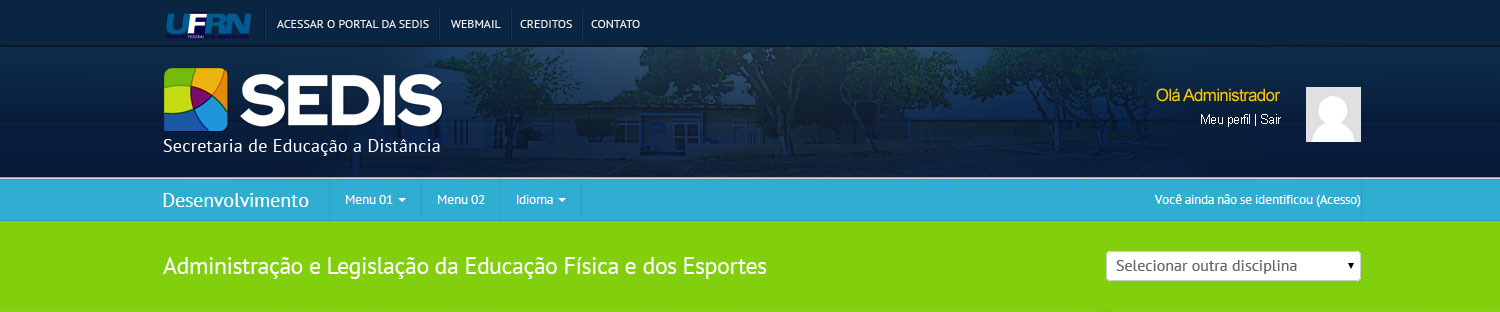 UFRN ACESSAR O PORTAL DA SEDIS WEBMAIL CREDITOS CONTATO
SEDIS
Secretaria de Educação a Distância
Olá Administrador
Meu perfil | Sair
Desenvolvimento Menu 01 Menu 02 Idioma Você ainda não se identificou (Acesso)
Administração e Legislação da Educação Física e dos Esportes Selecionar outra disciplina